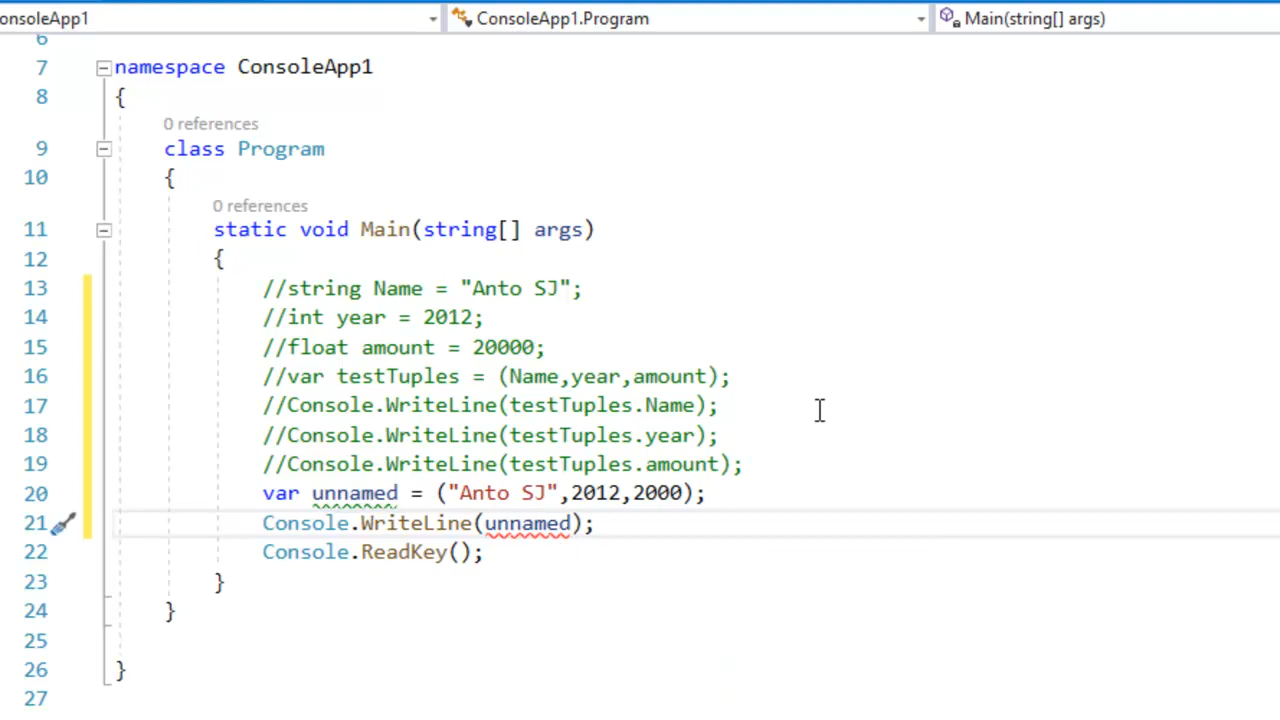 onsoleApp1 ConsoleApp1.Program Main(string[] args)
6
7 namespace ConsoleApp1
8 {
0 references
9 class Program
10 {
0 references
11 static void Main(string[] args)
12 {
13 //string Name = "Anto SJ";
14 //int year = 2012;
15 //float amount = 20000;
16 //var testTuples = (Name,year,amount);
17 //Console.WriteLine(testTuples.Name);
18 //Console.WriteLine(testTuples.year);
19 //Console.WriteLine(testTuples.amount);
20 var unnamed = ("Anto SJ",2012,2000);
21 Console.WriteLine(unnamed);
22 Console.ReadKey();
23 }
24 }
25
26 }
27